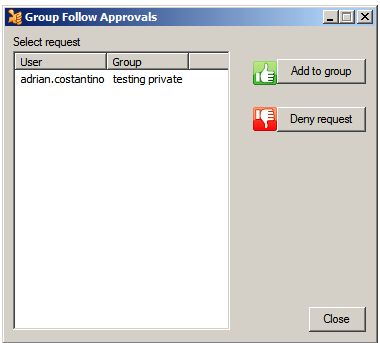 Group Follow Approvals
Select request
User Group
adrian.costantino testing private
Add to group
Deny request
Close